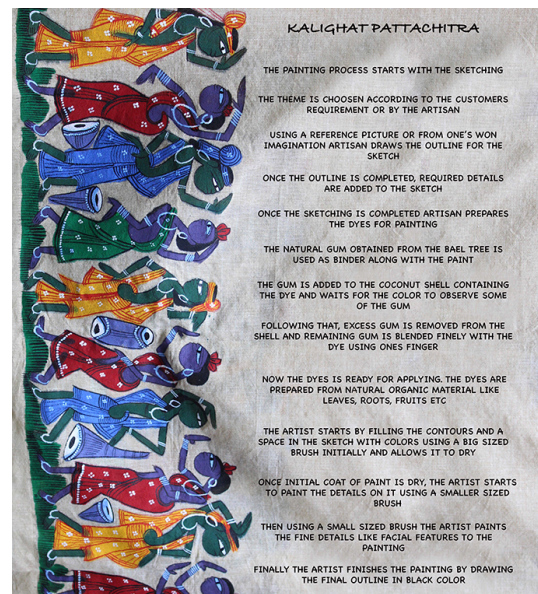 KALIGHAT PATTACHITRA
THE PAINTING PROCESS STARTS WITH THE SKETCHING
THE THEME IS CHOOSEN ACCORDING TO THE CUSTOMERS
REQUIREMENT OR BY THE ARTISAN
USING A REFERENCE PICTURE OR FROM ONE'S WON
IMAGINATION ARTISAN DRAWS THE OUTLINE FOR THE
SKETCH
ONCE THE OUTLINE IS COMPLETED, REQUIRED DETAILS
ARE ADDED TO THE SKETCH
ONCE THE SKETCHING IS COMPLETED ARTISAN PREPARES
THE DYES FOR PAINTING
THE NATURAL GUM OBTAINED FROM THE BAEL TREE IS
USED AS BINDER ALONG WITH THE PAINT
THE GUM IS ADDED TO THE COCONUT SHELL CONTAINING
THE DYE AND WAITS FOR THE COLOR TO OBSERVE SOME
OF THE GUM
FOLLOWING THAT, EXCESS GUM IS REMOVED FROM THE
SHELL AND REMAINING GUM IS BLENDED FINELY WITH THE
DYE USING ONES FINGER
NOW THE DYES IS READY FOR APPLYING. THE DYES ARE
PREPARED FROM NATURAL ORGANIC MATERIAL LIKE
LEAVES, ROOTS, FRUITS ETC
THE ARTIST STARTS BY FILLING THE CONTOURS AND A
SPACE IN THE SKETCH WITH COLORS USING A BIG SIZED
BRUSH INITIALLY AND ALLOWS IT TO DRY
ONCE INITIAL COAT OF PAINT IS DRY, THE ARTIST STARTS
TO PAINT THE DETAILS ON IT USING A SMALLER SIZED
BRUSH
THEN USING A SMALL SIZED BRUSH THE ARTIST PAINTS
THE FINE DETAILS LIKE FACIAL FEATURES TO THE
PAINTING
FINALLY THE ARTIST FINISHES THE PAINTING BY DRAWING
THE FINAL OUTLINE IN BLACK COLOR